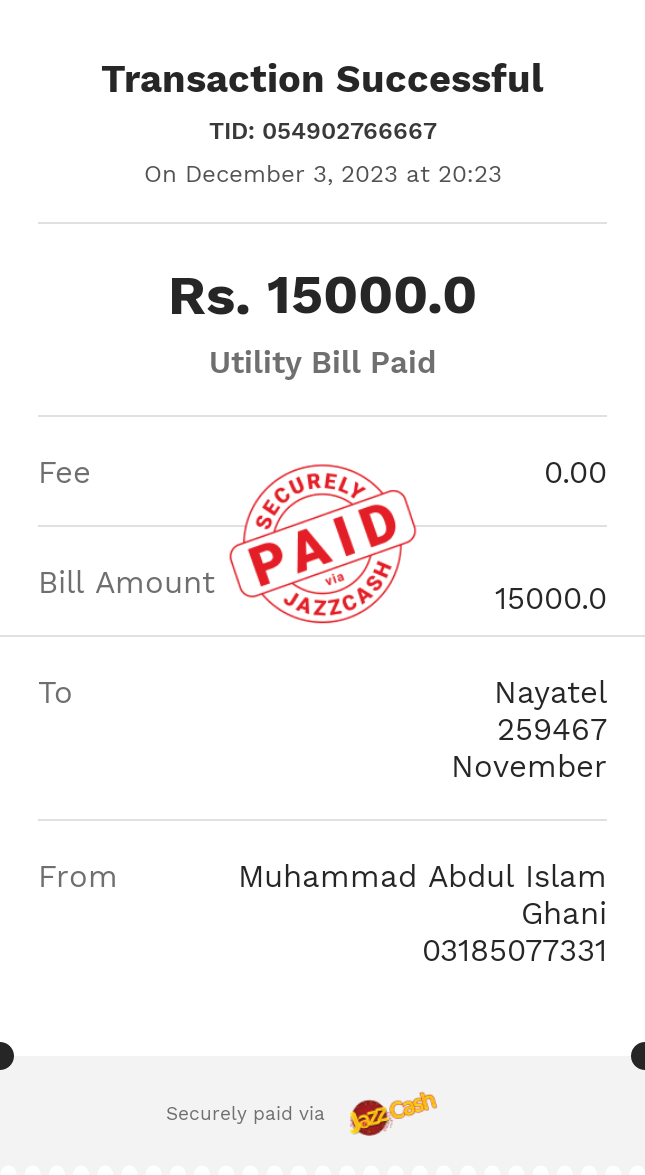 Transaction Successful
TID: 054902766667
On December 3, 2023 at 20:23
Rs. 15000.0
Utility Bill Paid
Fee 0.00
SECURELY
PAID
via
JAZZCASH
Bill Amount 15000.0
To Nayatel
259467
November
From Muhammad Abdul Islam
Ghani
03185077331
Securely paid via JazzCash